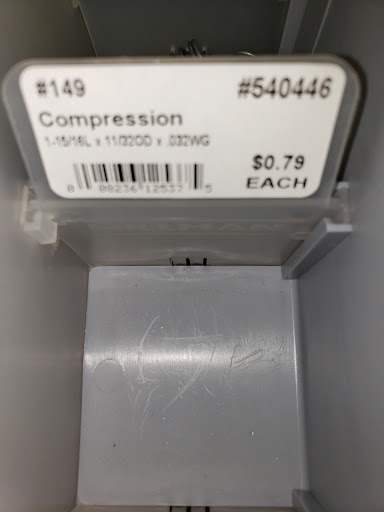 #149 #540446
Compression
1-15/16L x 11/32OD x .032WG
$0.79
EACH
0 08236 12537 5